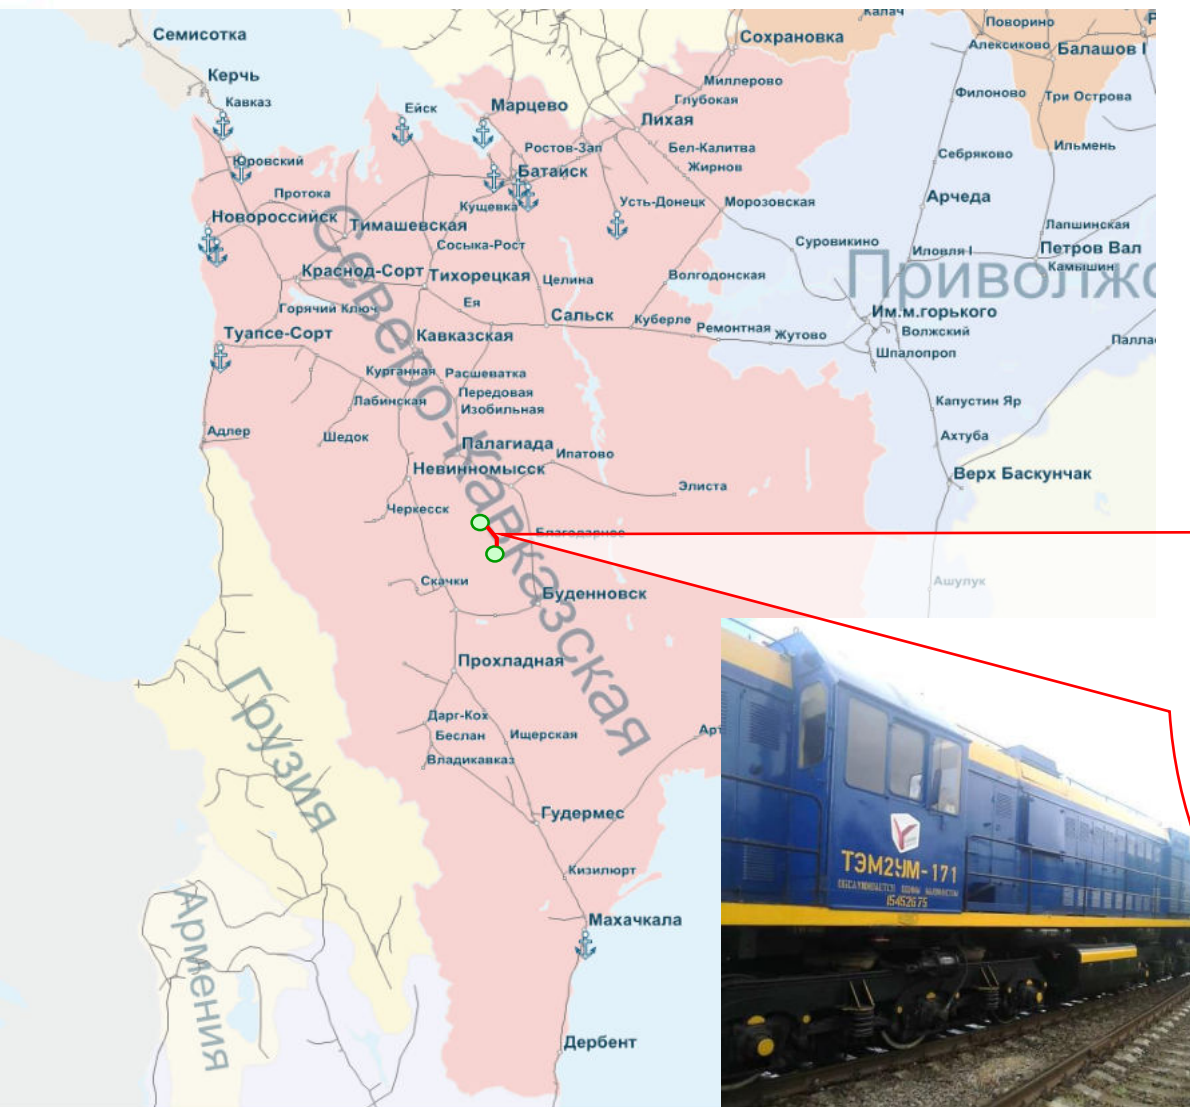 Калач
Семисотка
Поворино
Сохрановка
Алексиково
Балашов I
Керчь
Миллерово
Филоново
Три Острова
Кавказ
Ейск
Марцево
Глубокая
Лихая
Ростов-Зап
Бел-Калитва
Ильмень
Юровский
Батайск
Жирнов
Себряково
Протока
Кущевка
Усть-Донецк
Морозовская
Арчеда
Новороссийск
Тимашевская
Лапшинская
Сосыка-Рост
Суровикино
Иловля I
Петров Вал
Камышин
Краснод-Сорт
Тихорецкая
Целина
Волгодонская
Приволжс
Горячий Ключ
Ея
Сальск
Куберле
Им.м.горького
Туапсе-Сорт
Кавказская
Ремонтная
Жутово
Волжский
Палла
Шпалопроп
Курганная
Расшеватка
Лабинская
Передовая
Изобильная
Капустин Яр
Адлер
Шедок
Палагиада
Ипатово
Ахтуба
Невинномысск
Элиста
Верх Баскунчак
Черкесск
Благодарное
Северо-Кавказская
Скачки
Буденновск
Ашулук
Прохладная
Грузия
Дарг-Кох
Беслан
Ищерская
Арт
Владикавказ
Гудермес
Кизилюрт
Армения
Махачкала
Дербент
ТЭМ2УМ-171
15452675